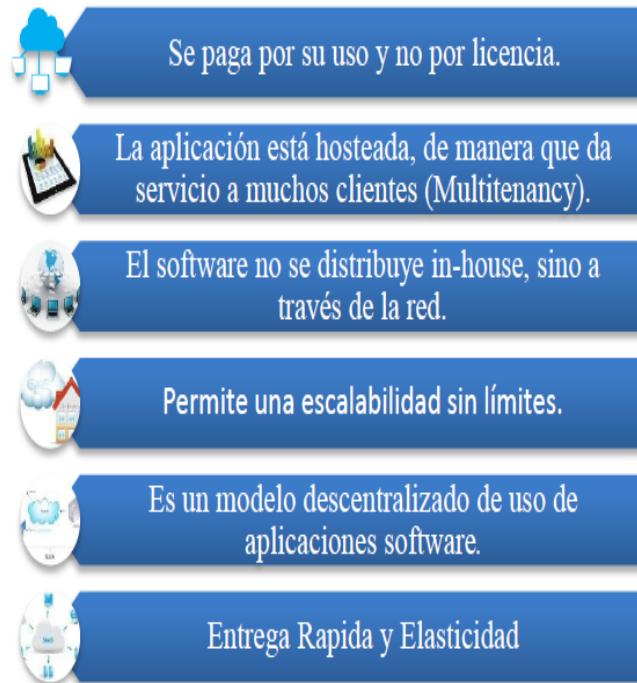 Se paga por su uso y no por licencia.
La aplicación está hosteada, de manera que da
servicio a muchos clientes (Multitenancy).
El software no se distribuye in-house, sino a
través de la red.
Permite una escalabilidad sin límites.
Es un modelo descentralizado de uso de
aplicaciones software.
Entrega Rapida y Elasticidad